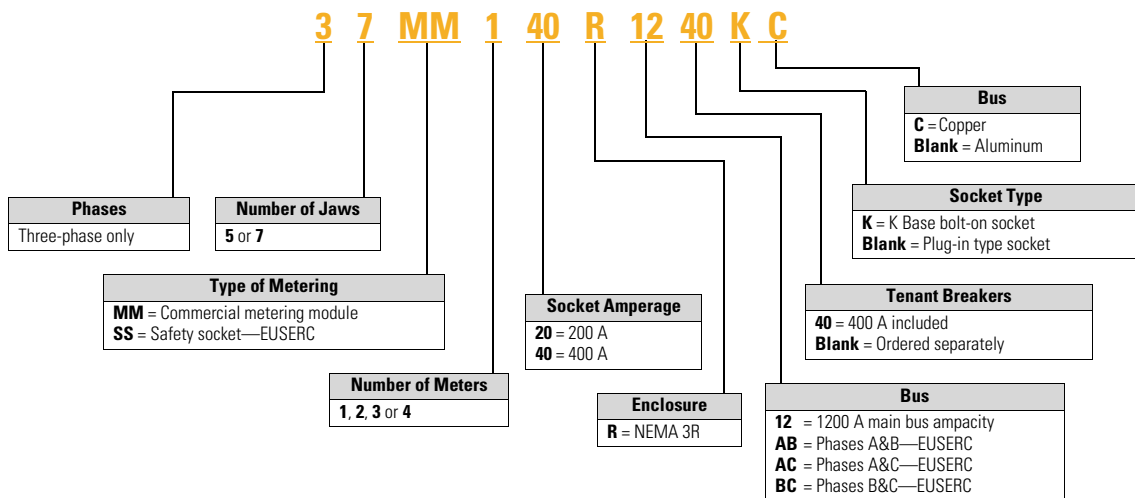 3 7 MM 1 40 R 12 40 K C
Bus
C = Copper
Blank = Aluminum
Socket Type
K = K Base bolt-on socket
Blank = Plug-in type socket
Phases
Three-phase only
Number of Jaws
5 or 7
Type of Metering
MM = Commercial metering module
SS = Safety socket—EUSERC
Socket Amperage
20 = 200 A
40 = 400 A
Tenant Breakers
40 = 400 A included
Blank = Ordered separately
Number of Meters
1, 2, 3 or 4
Enclosure
R = NEMA 3R
Bus
12 = 1200 A main bus ampacity
AB = Phases A&B—EUSERC
AC = Phases A&C—EUSERC
BC = Phases B&C—EUSERC